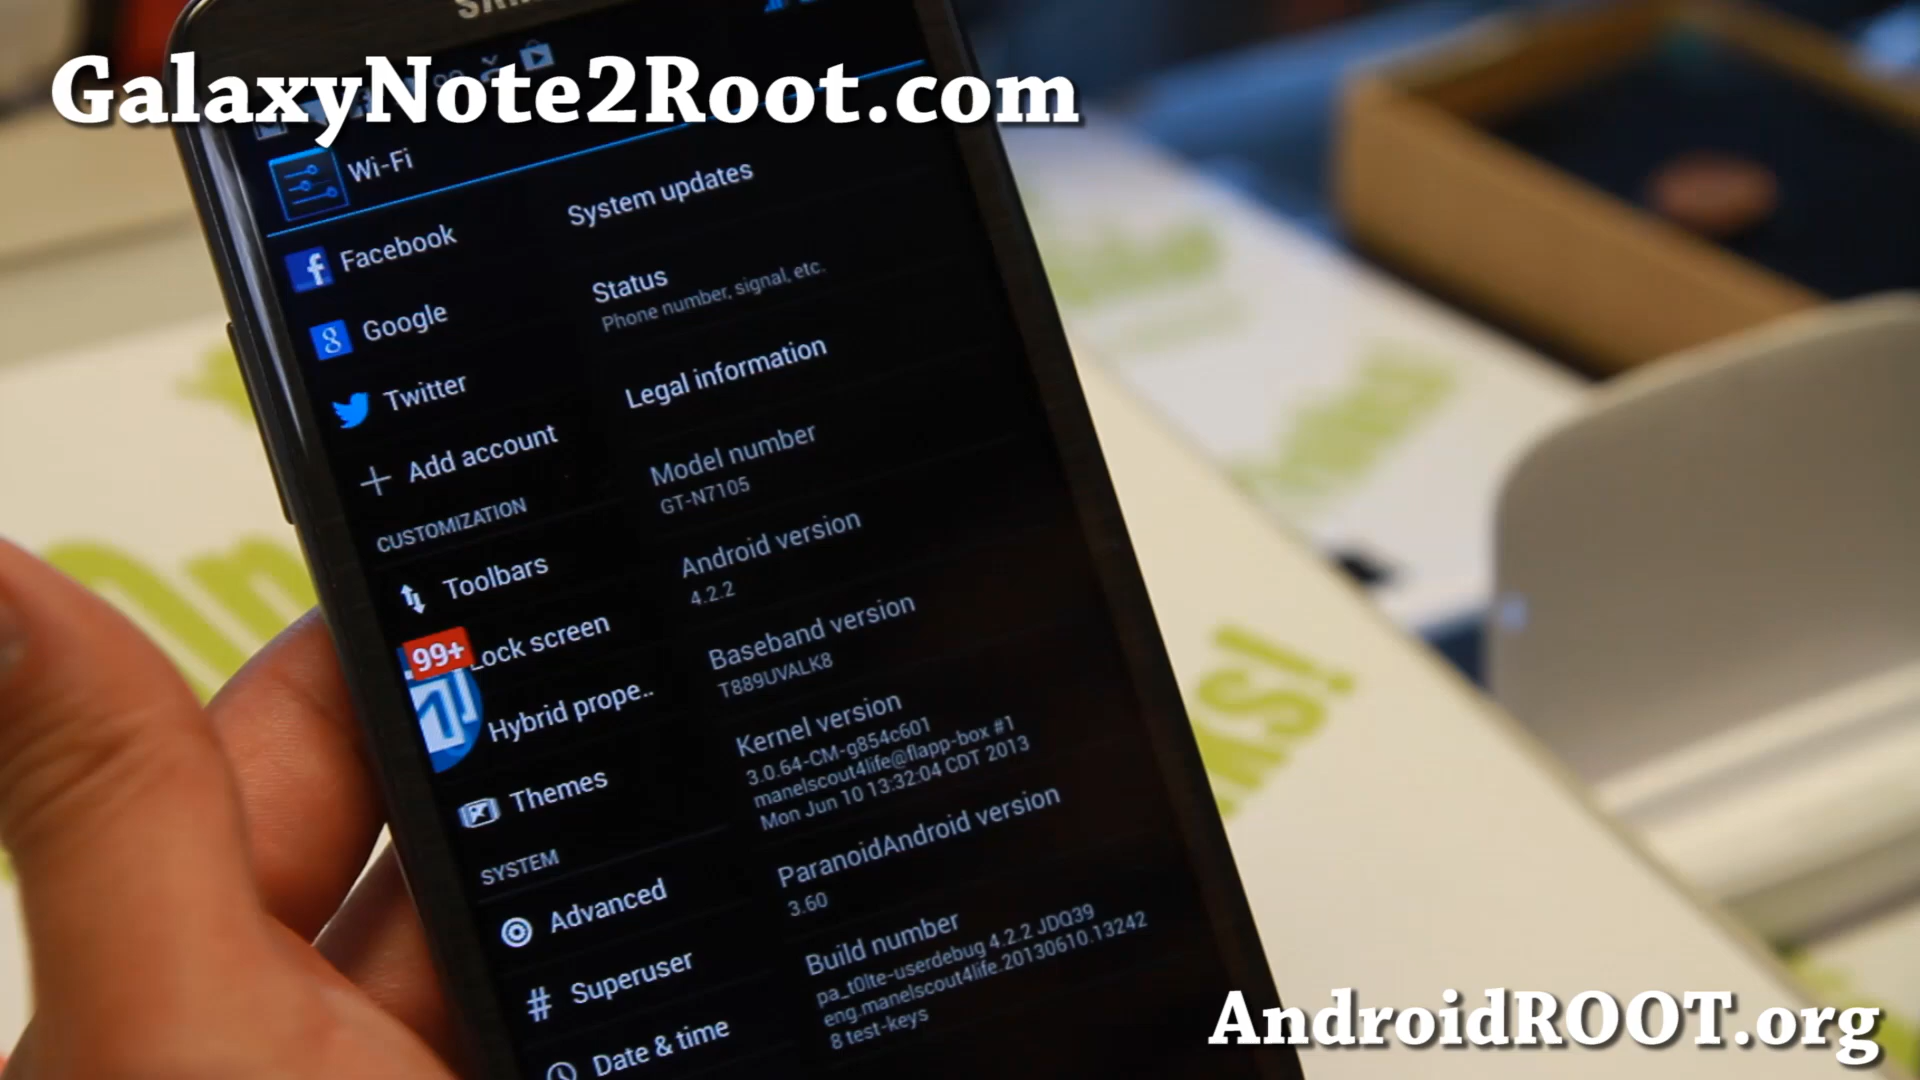 SAMSUNG
GalaxyNote2Root.com
Wi-Fi
Facebook
Google
Twitter
Add account
CUSTOMIZATION
Toolbars
99+
Lock screen
Hybrid prope..
Themes
SYSTEM
Advanced
# Superuser
Date & time
System updates
Status
Phone number, signal, etc.
Legal information
Model number
GT-N7105
Android version
4.2.2
Baseband version
T889UVALK8
Kernel version
3.0.64-CM-g854c601
manelscout4life@flapp-box #1
Mon Jun 10 13:32:04 CDT 2013
ParanoidAndroid version
3.60
Build number
pa_t0lte-userdebug 4.2.2 JDQ39
eng.manelscout4life.20130610.13242
8 test-keys
AndroidROOT.org